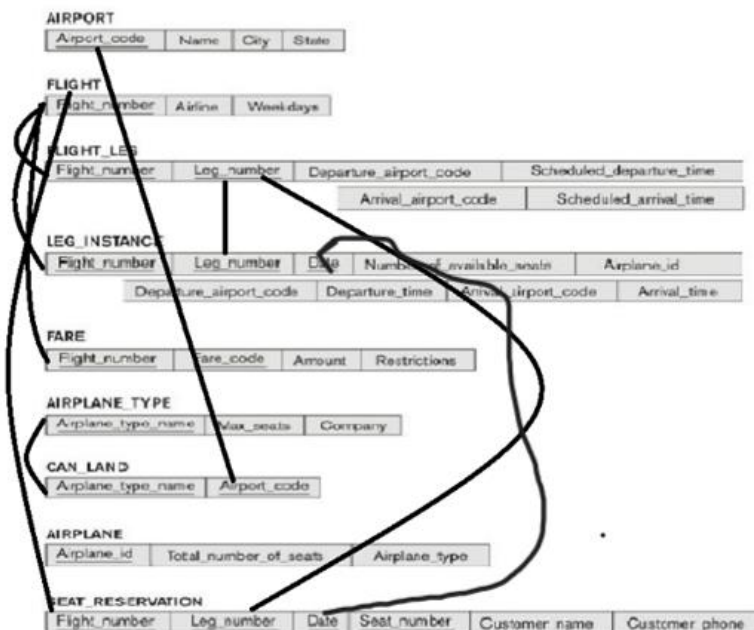 AIRPORT
Airport_code Name City State
FLIGHT
Flight_number Airline Weekdays
FLIGHT_LEG
Flight_number Leg_number Departure_airport_code Scheduled_departure_time
Arrival_airport_code Scheduled_arrival_time
LEG_INSTANCE
Flight_number Leg_number Date Number_of_available_seats Airplane_id
Departure_airport_code Departure_time Arrival_airport_code Arrival_time
FARE
Flight_number Fare_code Amount Restrictions
AIRPLANE_TYPE
Airplane_type_name Max_seats Company
CAN_LAND
Airplane_type_name Airport_code
AIRPLANE
Airplane_id Total_number_of_seats Airplane_type
SEAT_RESERVATION
Flight_number Leg_number Date Seat_number Customer_name Customer_phone